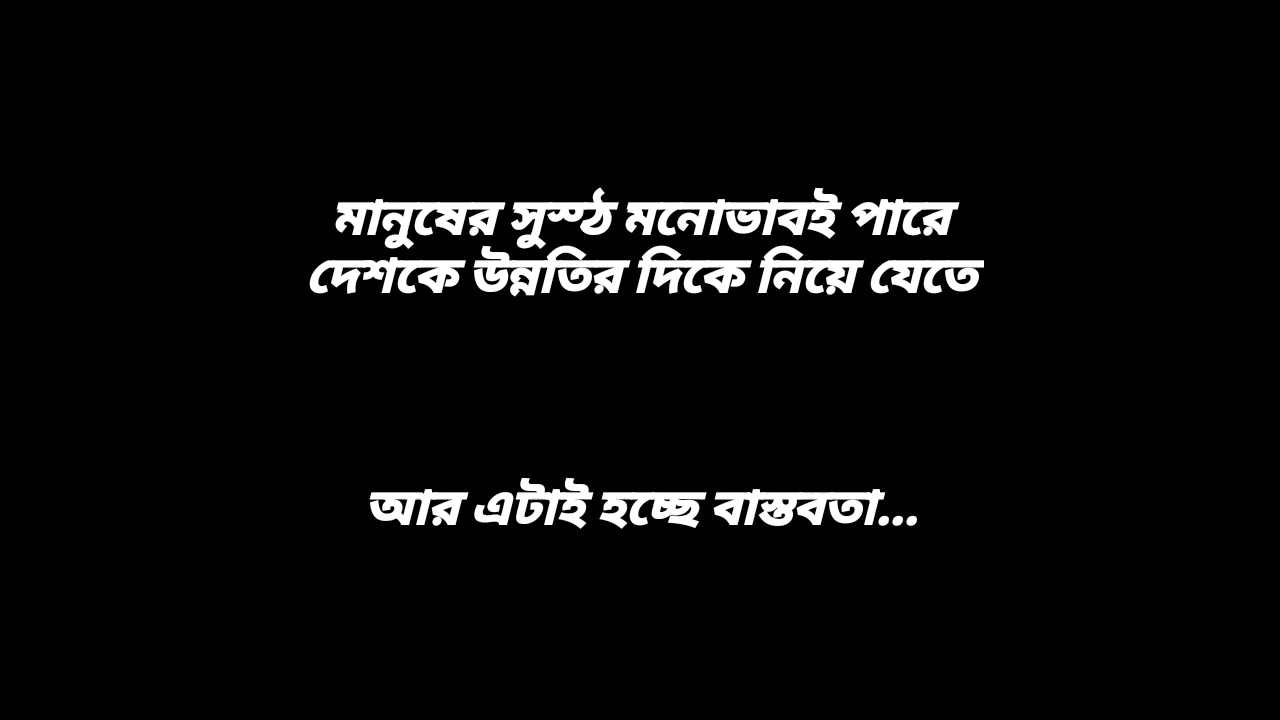 মানুষের সুস্ঠ মনোভাবই পারে
দেশকে উন্নতির দিকে নিয়ে যেতে
আর এটাই হচ্ছে বাস্তবতা...